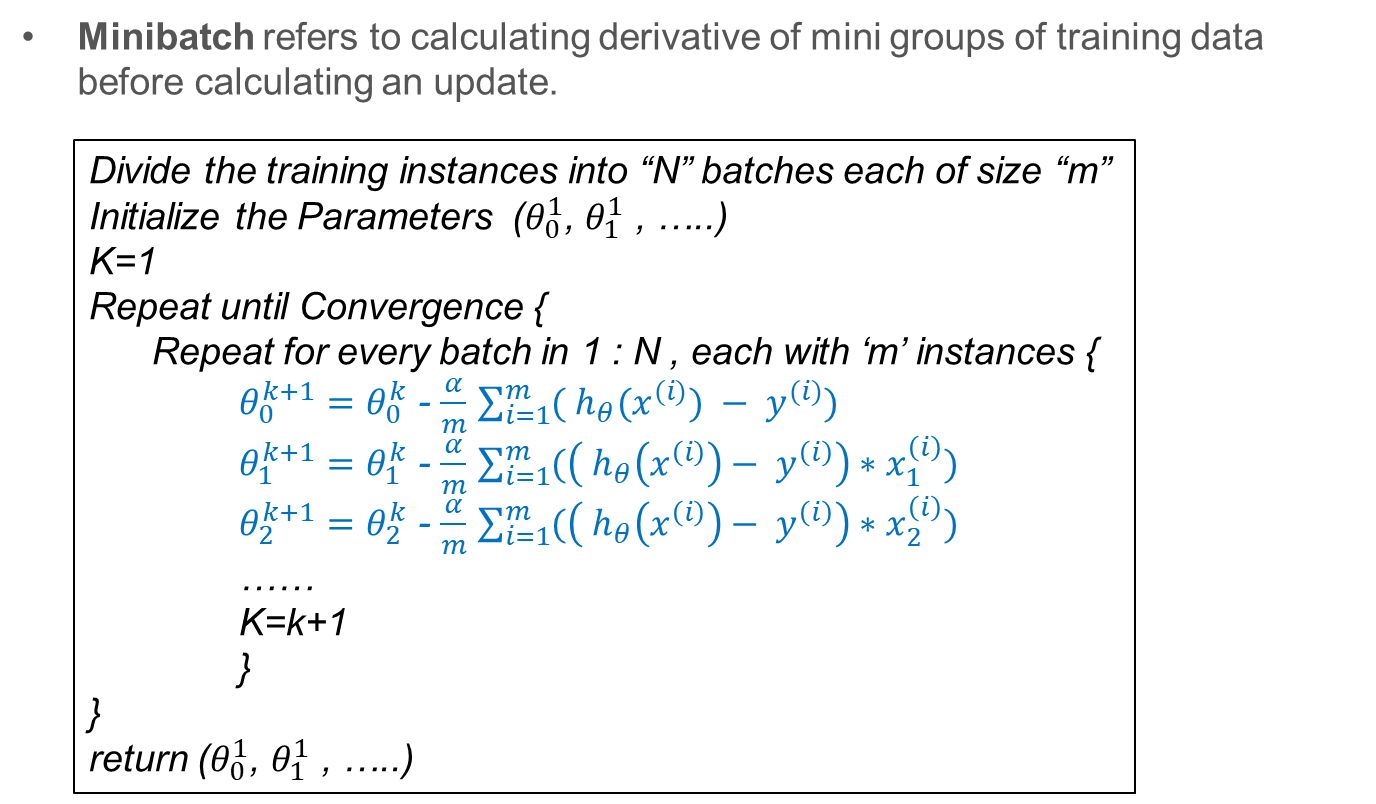 • Minibatch refers to calculating derivative of mini groups of training data
before calculating an update.
Divide the training instances into “N” batches each of size “m”
Initialize the Parameters (θ₀¹, θ₁¹ , …..)
K=1
Repeat until Convergence {
Repeat for every batch in 1 : N , each with ‘m’ instances {
θ₀ᵏ⁺¹ = θ₀ᵏ - α/m ∑ᵢ₌₁ᵐ( h_θ(x⁽ⁱ⁾) − y⁽ⁱ⁾)
θ₁ᵏ⁺¹ = θ₁ᵏ - α/m ∑ᵢ₌₁ᵐ(( h_θ(x⁽ⁱ⁾) − y⁽ⁱ⁾) ∗ x₁⁽ⁱ⁾)
θ₂ᵏ⁺¹ = θ₂ᵏ - α/m ∑ᵢ₌₁ᵐ(( h_θ(x⁽ⁱ⁾) − y⁽ⁱ⁾) ∗ x₂⁽ⁱ⁾)
……
K=k+1
}
}
return (θ₀¹, θ₁¹ , …..)